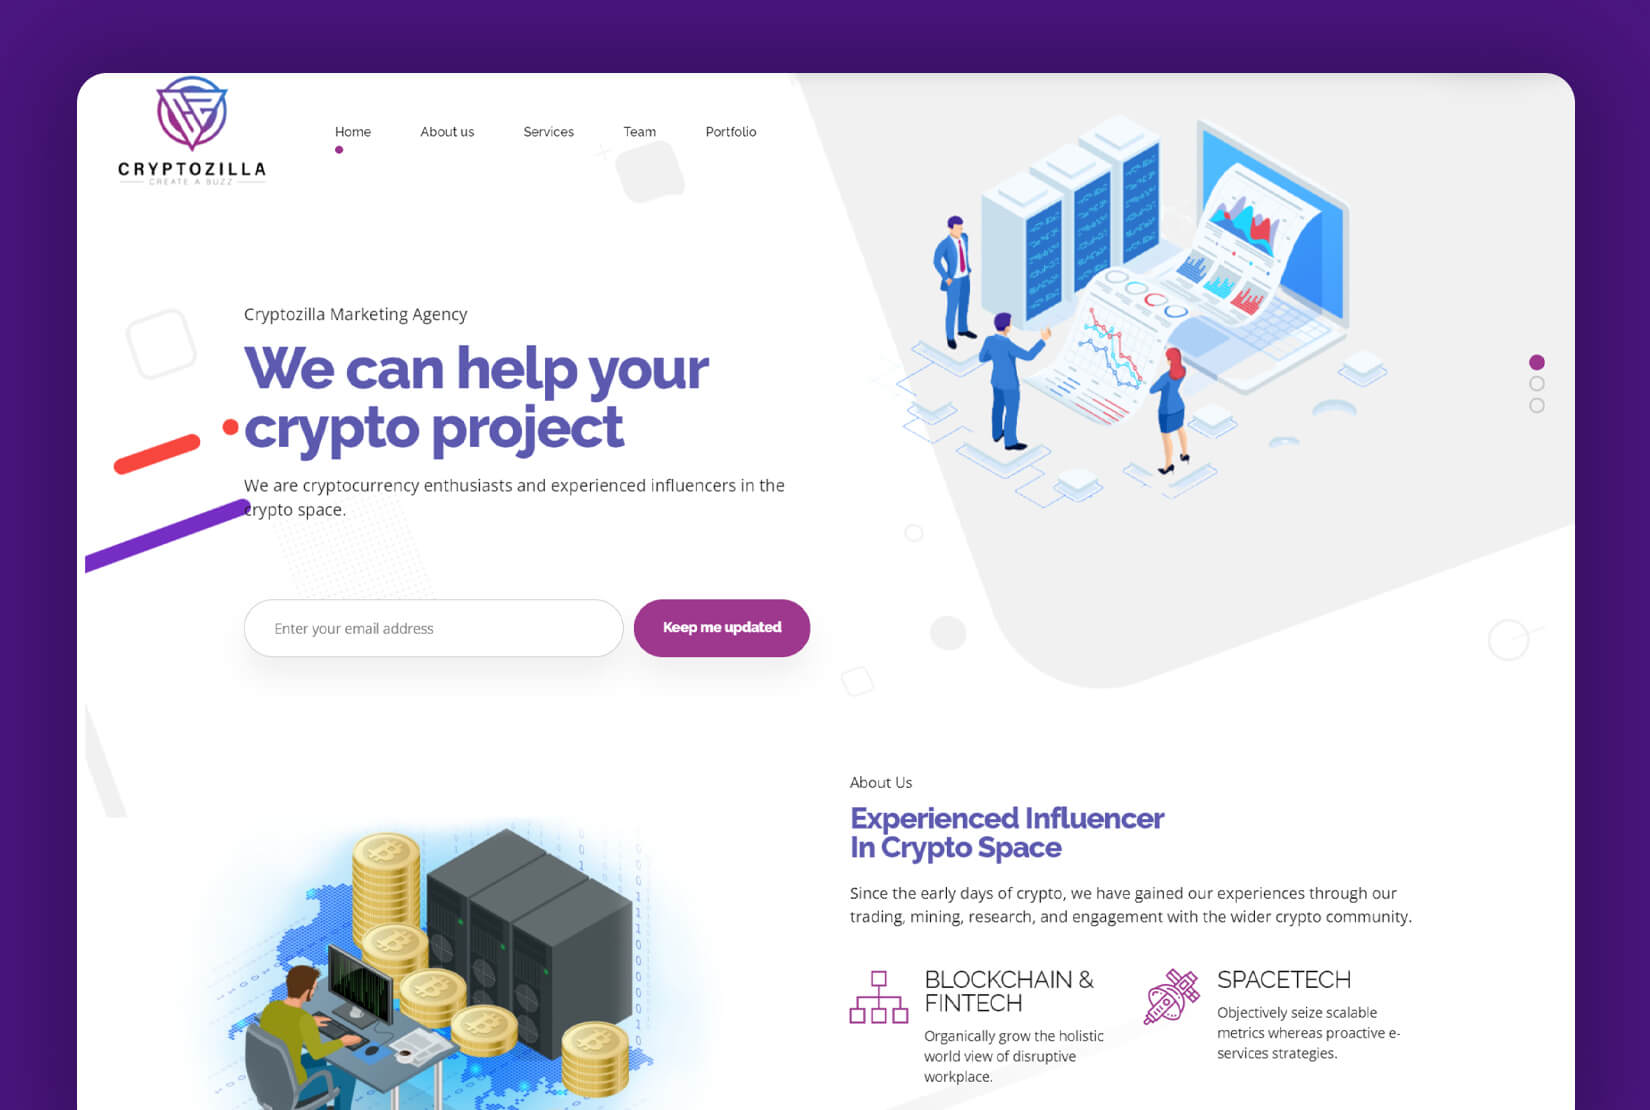 CRYPTOZILLA
CREATE A BUZZ
Home
About us
Services
Team
Portfolio
Cryptozilla Marketing Agency
We can help your
crypto project
We are cryptocurrency enthusiasts and experienced influencers in the
crypto space.
Enter your email address
Keep me updated
About Us
Experienced Influencer
In Crypto Space
Since the early days of crypto, we have gained our experiences through our
trading, mining, research, and engagement with the wider crypto community.
BLOCKCHAIN &
FINTECH
Organically grow the holistic
world view of disruptive
workplace.
SPACETECH
Objectively seize scalable
metrics whereas proactive e-
services strategies.